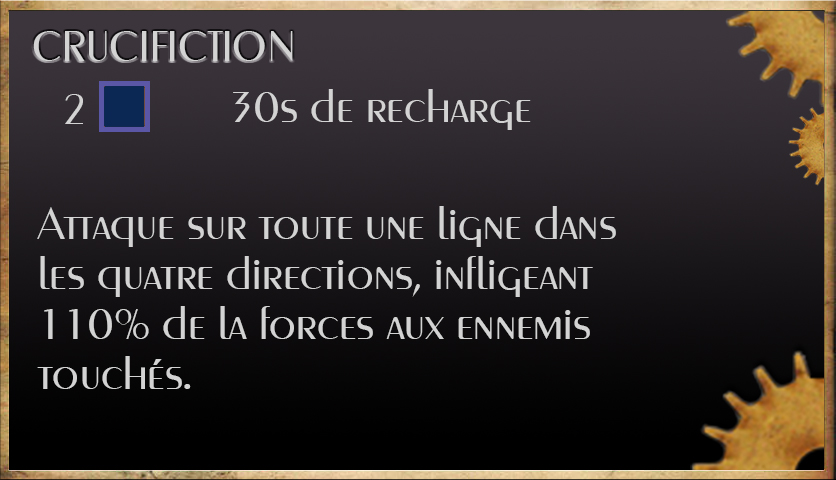 CRUCIFICTION
2 30s de recharge
Attaque sur toute une ligne dans
les quatre directions, infligeant
110% de la forces aux ennemis
touchés.